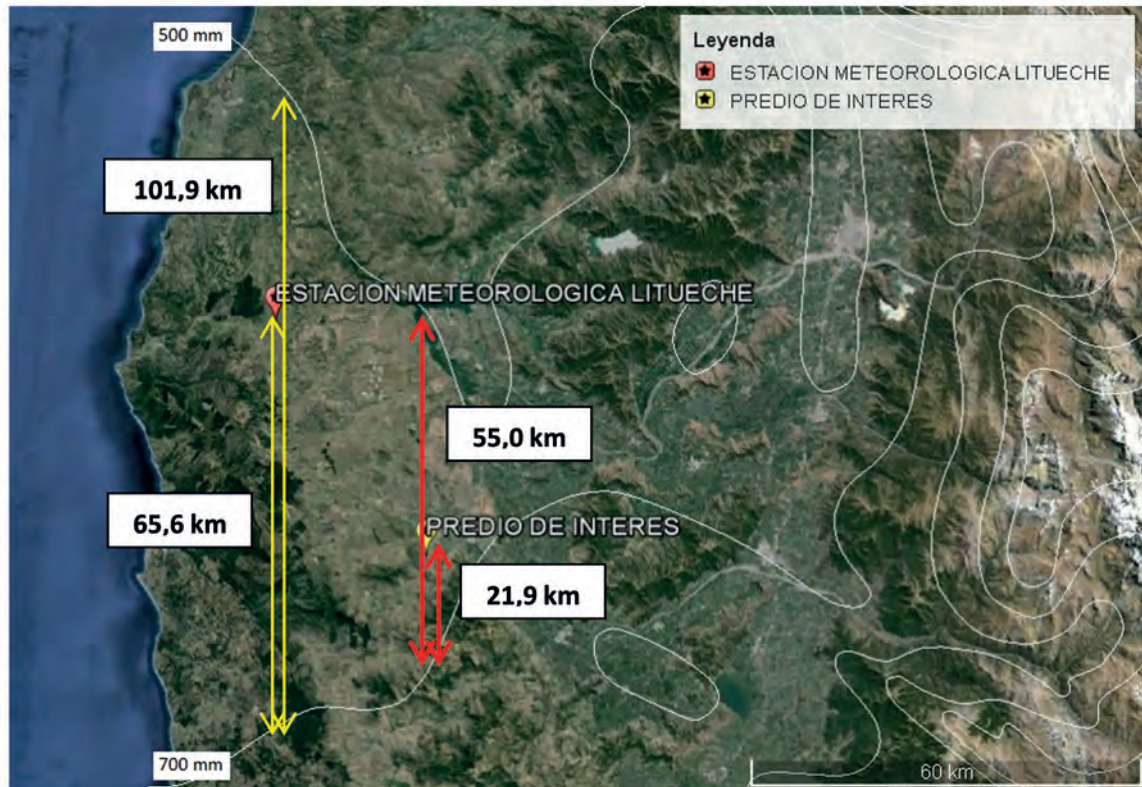 500 mm
Leyenda
ESTACION METEOROLOGICA LITUECHE
PREDIO DE INTERES
101,9 km
ESTACION METEOROLOGICA LITUECHE
55,0 km
65,6 km
PREDIO DE INTERES
21,9 km
700 mm
60 km